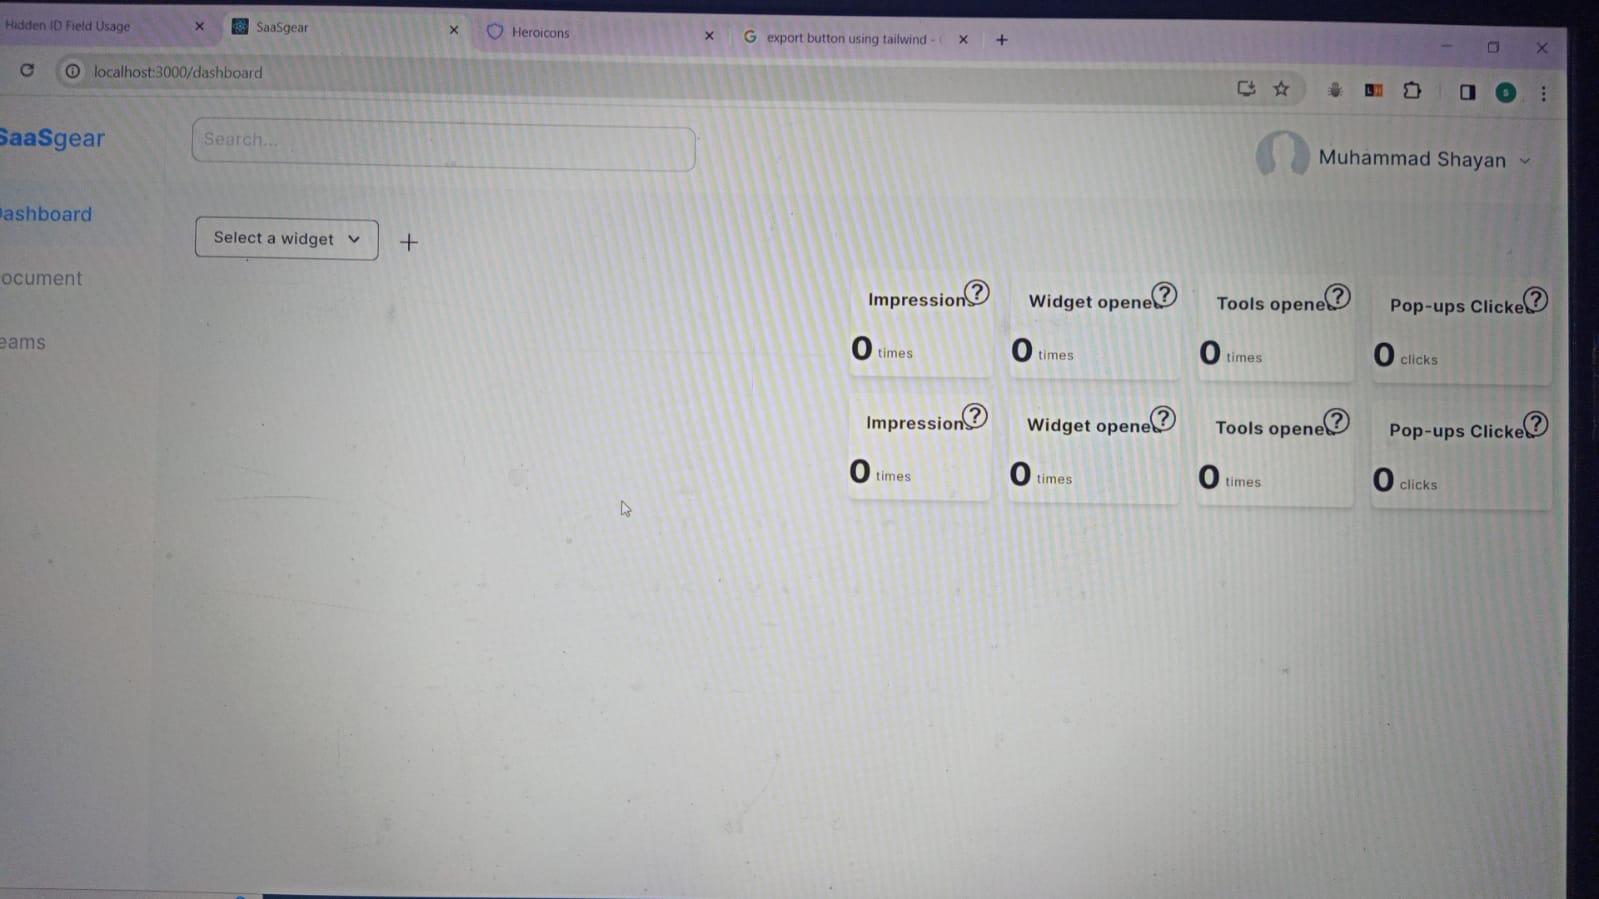 Hidden ID Field Usage
SaaSgear
Heroicons
export button using tailwind -
localhost:3000/dashboard
SaaSgear
Search...
Muhammad Shayan
ashboard
Select a widget
ocument
eams
Impression
Widget opene
Tools opene
Pop-ups Clicke
0 times
0 times
0 times
0 clicks
Impression
Widget opene
Tools opene
Pop-ups Clicke
0 times
0 times
0 times
0 clicks